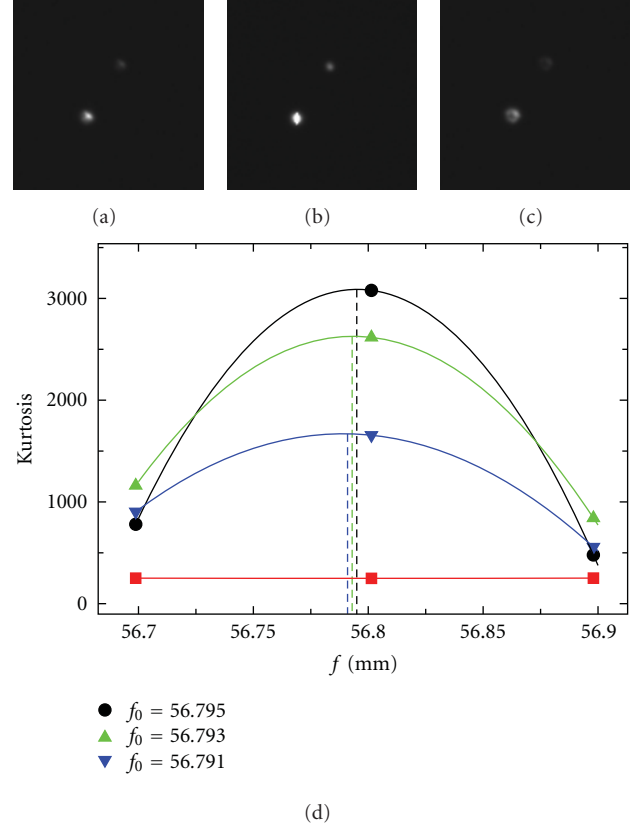 (a) (b) (c)
3000
2000
1000
0
Kurtosis
56.7 56.75 56.8 56.85 56.9
f (mm)
f₀ = 56.795
f₀ = 56.793
f₀ = 56.791
(d)